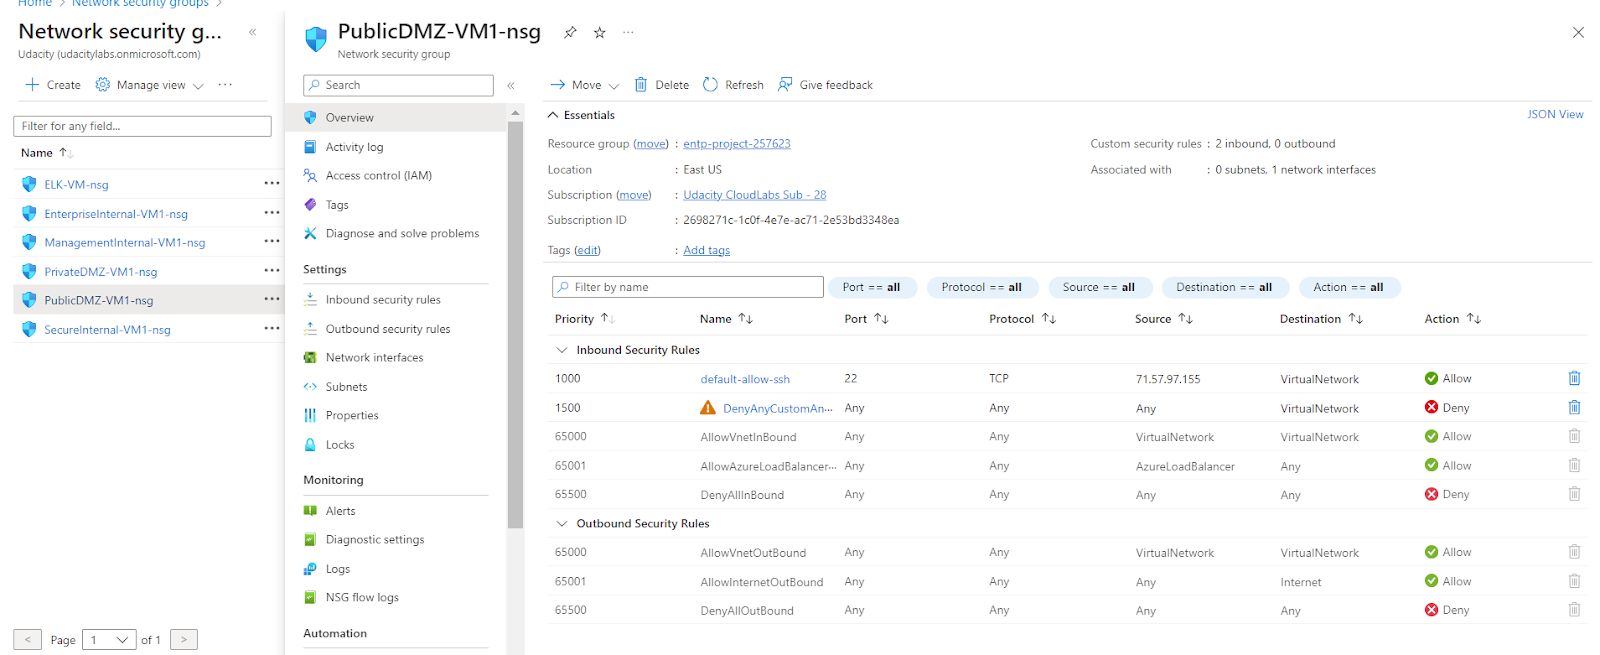 Home > Network security groups >
Network security g... «
Udacity (udacitylabs.onmicrosoft.com)
Create Manage view ...
Filter for any field...
Name
ELK-VM-nsg ...
EnterpriseInternal-VM1-nsg ...
ManagementInternal-VM1-nsg ...
PrivateDMZ-VM1-nsg ...
PublicDMZ-VM1-nsg ...
SecureInternal-VM1-nsg ...
< Page 1 of 1 >
PublicDMZ-VM1-nsg ...
Network security group
Search «
Overview
Activity log
Access control (IAM)
Tags
Diagnose and solve problems
Settings
Inbound security rules
Outbound security rules
Network interfaces
Subnets
Properties
Locks
Monitoring
Alerts
Diagnostic settings
Logs
NSG flow logs
Automation
Move Delete Refresh Give feedback
Essentials JSON View
Resource group (move) : entp-project-257623 Custom security rules : 2 inbound, 0 outbound
Location : East US Associated with : 0 subnets, 1 network interfaces
Subscription (move) : Udacity CloudLabs Sub - 28
Subscription ID : 2698271c-1c0f-4e7e-ac71-2e53bd3348ea
Tags (edit) : Add tags
Filter by name Port == all Protocol == all Source == all Destination == all Action == all
Priority Name Port Protocol Source Destination Action
Inbound Security Rules
1000 default-allow-ssh 22 TCP 71.57.97.155 VirtualNetwork Allow
1500 DenyAnyCustomAn... Any Any Any VirtualNetwork Deny
65000 AllowVnetInBound Any Any VirtualNetwork VirtualNetwork Allow
65001 AllowAzureLoadBalancer... Any Any AzureLoadBalancer Any Allow
65500 DenyAllInBound Any Any Any Any Deny
Outbound Security Rules
65000 AllowVnetOutBound Any Any VirtualNetwork VirtualNetwork Allow
65001 AllowInternetOutBound Any Any Any Internet Allow
65500 DenyAllOutBound Any Any Any Any Deny